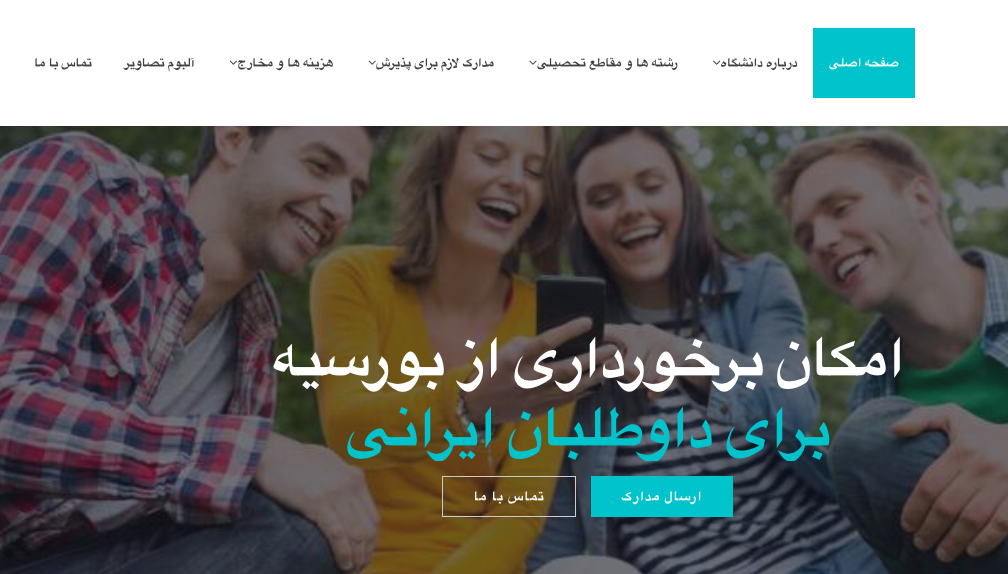 صفحه اصلی
درباره دانشگاه
رشته ها و مقاطع تحصیلی
مدارک لازم برای پذیرش
هزینه ها و مخارج
آلبوم تصاویر
تماس با ما
امکان برخورداری از بورسیه
برای داوطلبان ایرانی
ارسال مدارک
تماس با ما